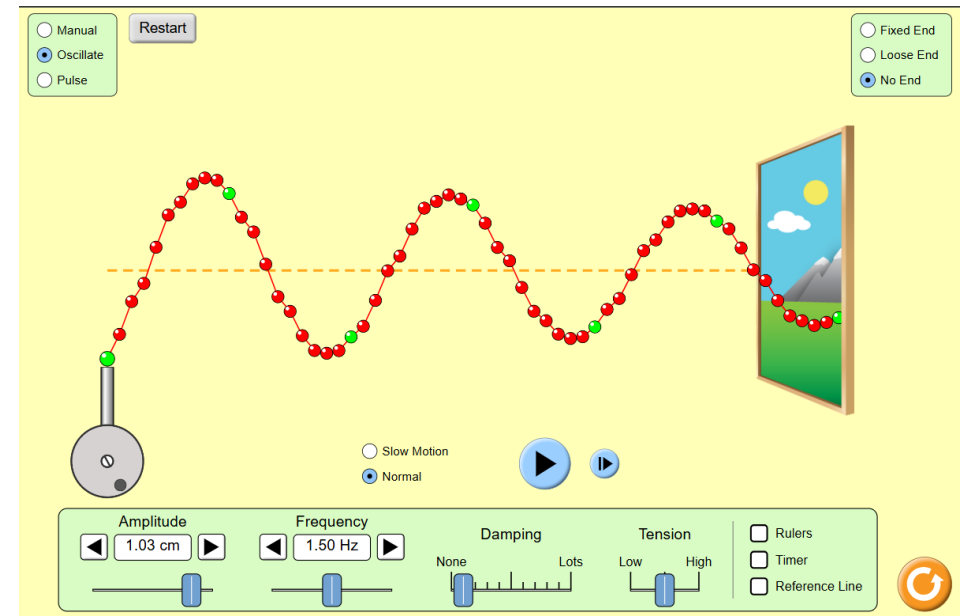 Manual
Oscillate
Pulse
Restart
Fixed End
Loose End
No End
Slow Motion
Normal
Amplitude
1.03 cm
Frequency
1.50 Hz
Damping
None Lots
Tension
Low High
Rulers
Timer
Reference Line